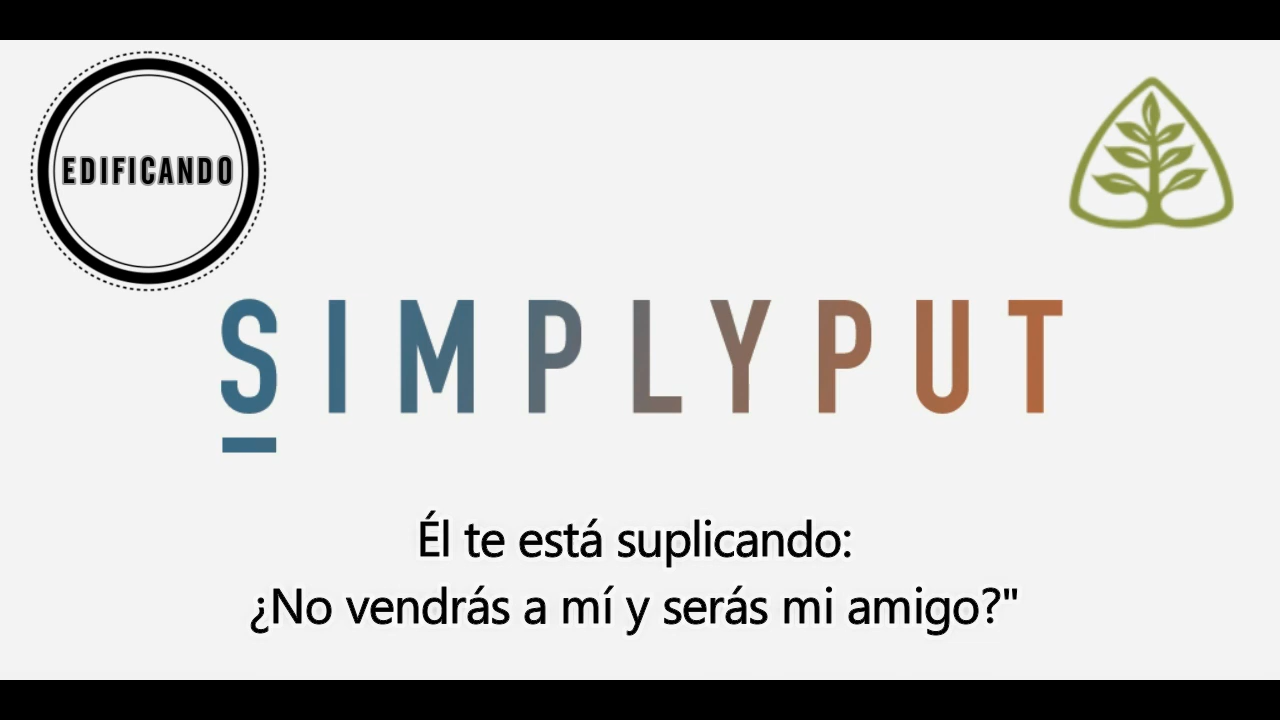 EDIFICANDO
SIMPLYPUT
Él te está suplicando:
¿No vendrás a mí y serás mi amigo?"